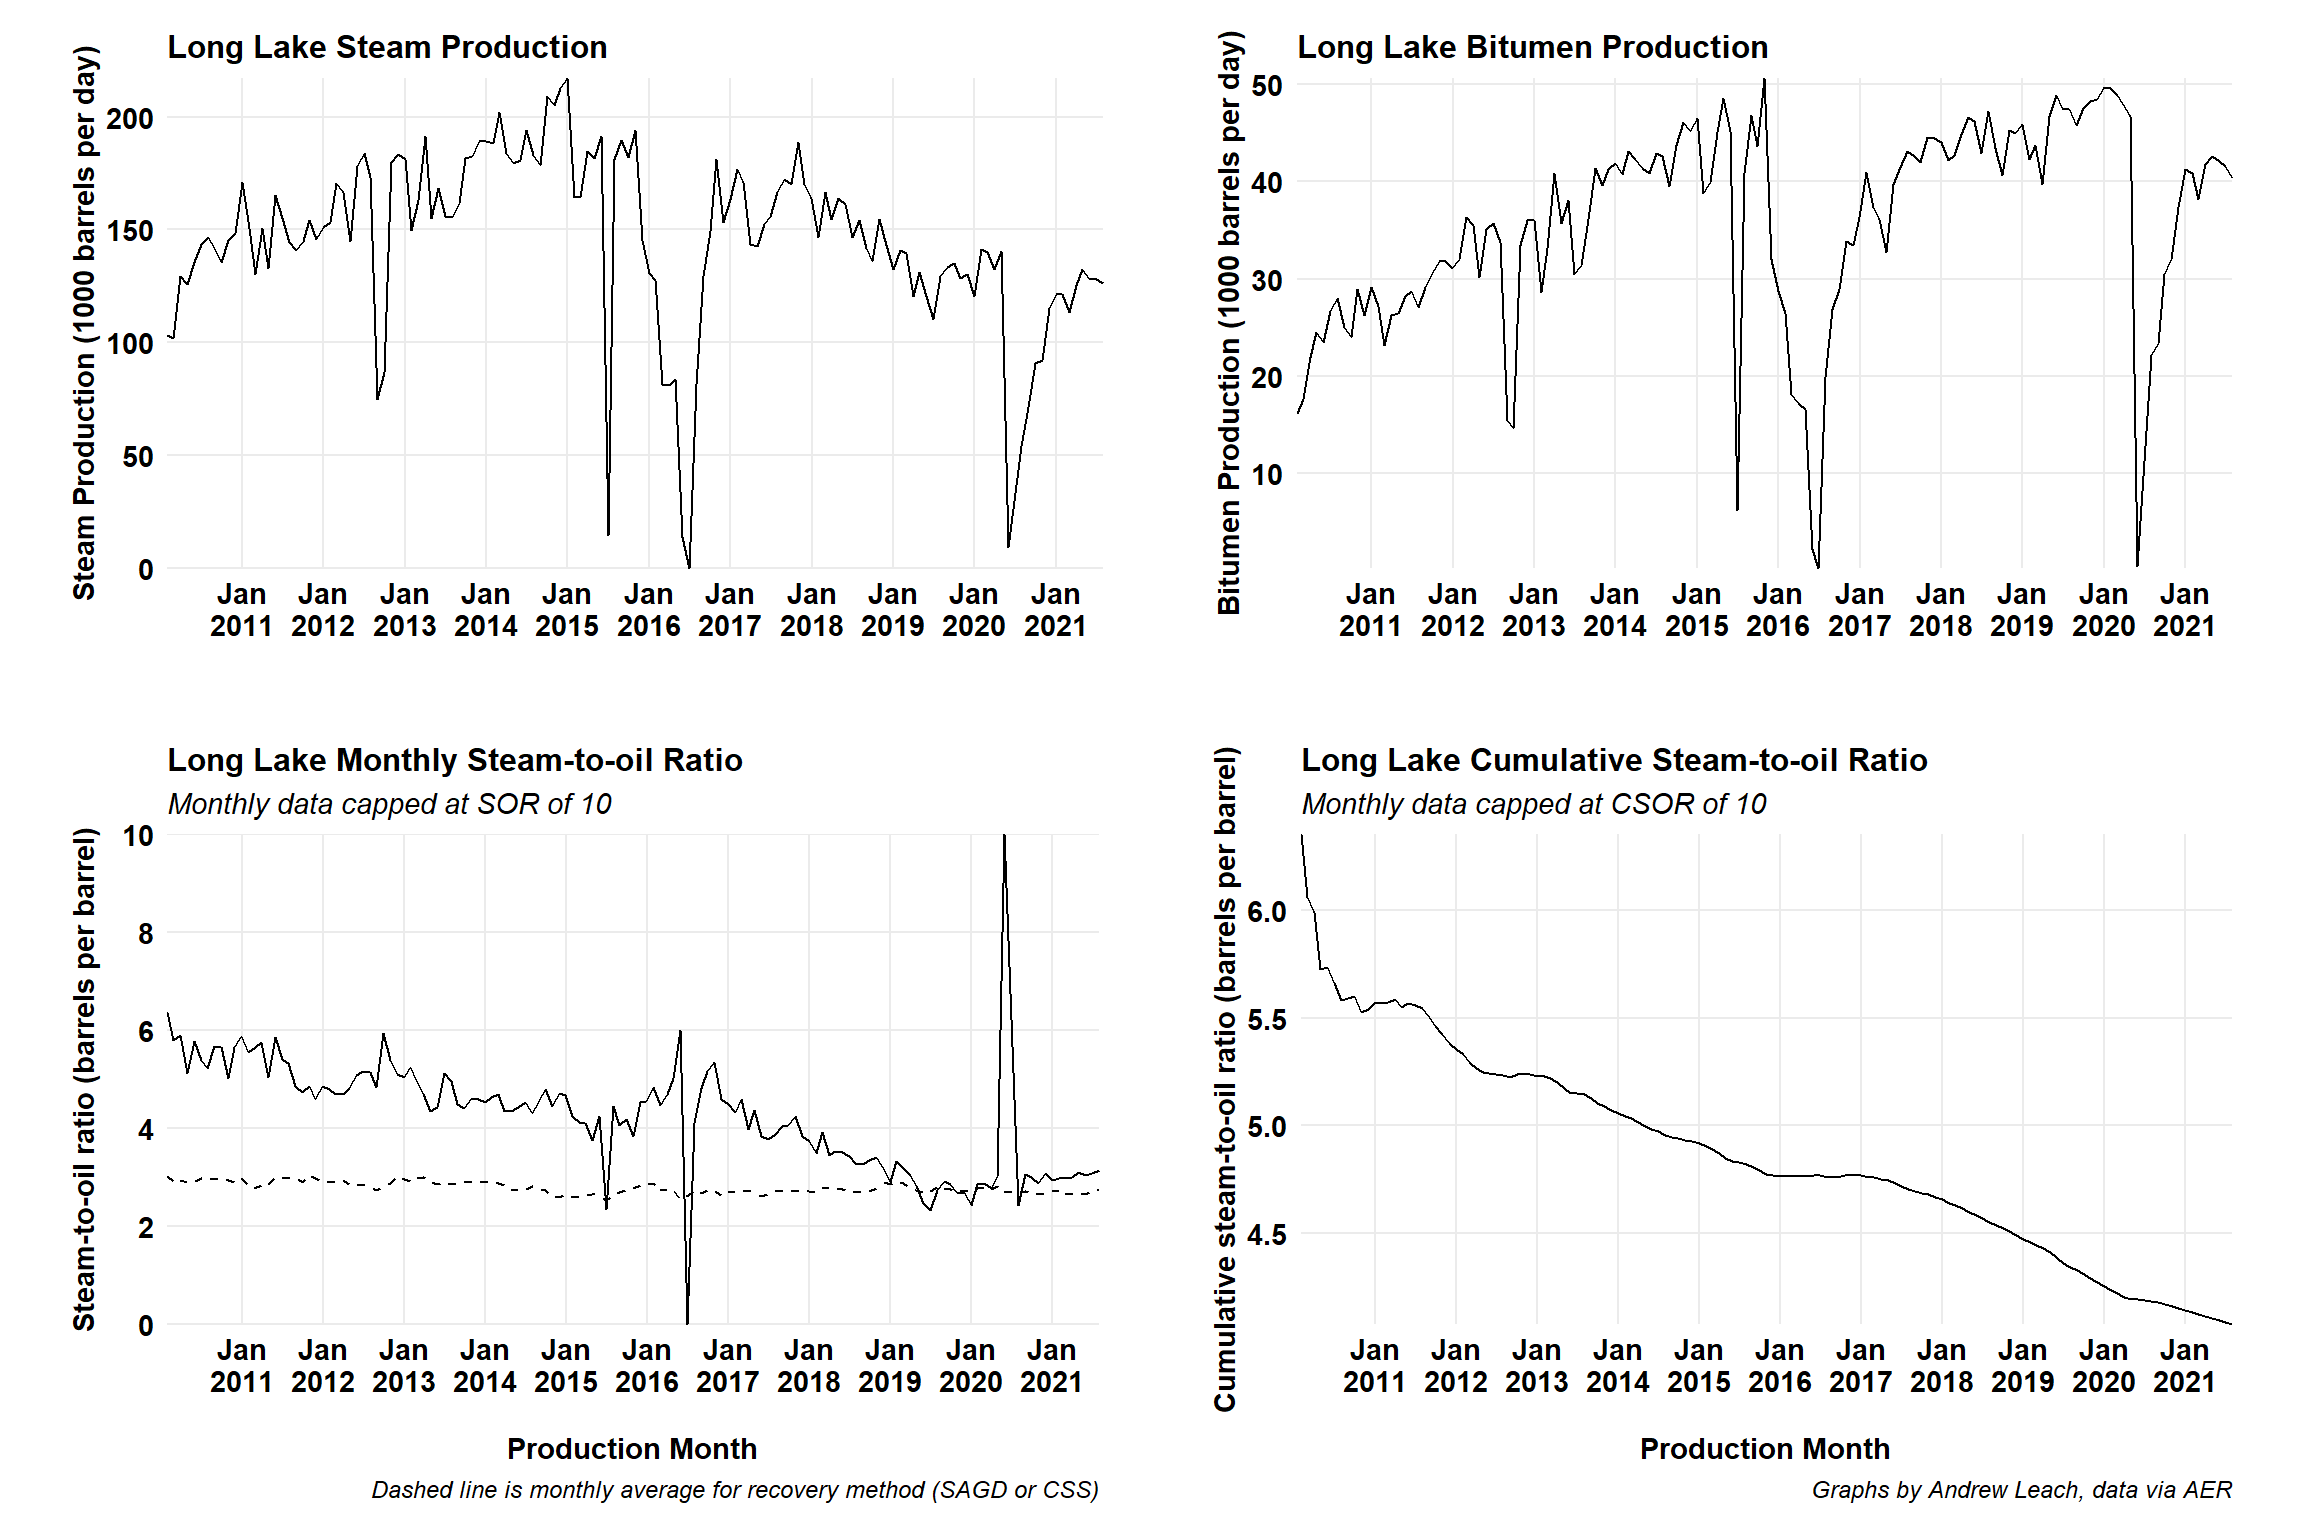 Long Lake Steam Production
Steam Production (1000 barrels per day)
200
150
100
50
0
Jan Jan Jan Jan Jan Jan Jan Jan Jan Jan Jan
2011 2012 2013 2014 2015 2016 2017 2018 2019 2020 2021
Long Lake Bitumen Production
Bitumen Production (1000 barrels per day)
50
40
30
20
10
Jan Jan Jan Jan Jan Jan Jan Jan Jan Jan Jan
2011 2012 2013 2014 2015 2016 2017 2018 2019 2020 2021
Long Lake Monthly Steam-to-oil Ratio
Monthly data capped at SOR of 10
Steam-to-oil ratio (barrels per barrel)
10
8
6
4
2
0
Jan Jan Jan Jan Jan Jan Jan Jan Jan Jan Jan
2011 2012 2013 2014 2015 2016 2017 2018 2019 2020 2021
Production Month
Dashed line is monthly average for recovery method (SAGD or CSS)
Long Lake Cumulative Steam-to-oil Ratio
Monthly data capped at CSOR of 10
Cumulative steam-to-oil ratio (barrels per barrel)
6.0
5.5
5.0
4.5
Jan Jan Jan Jan Jan Jan Jan Jan Jan Jan Jan
2011 2012 2013 2014 2015 2016 2017 2018 2019 2020 2021
Production Month
Graphs by Andrew Leach, data via AER